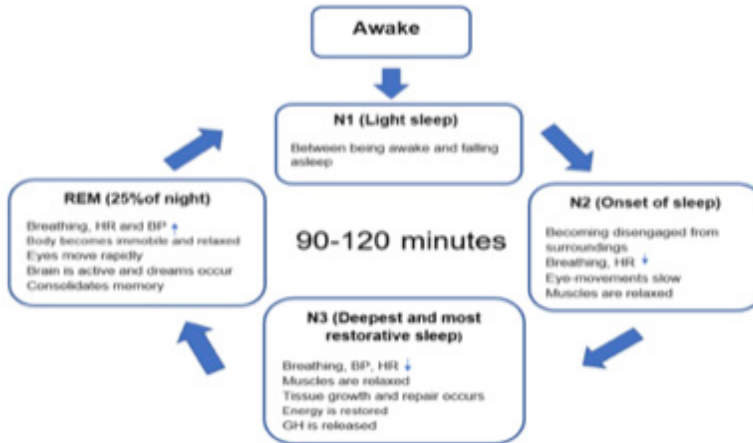 Awake
N1 (Light sleep)
Between being awake and falling
asleep
REM (25%of night)
Breathing, HR and BP ↑
Body becomes immobile and relaxed
Eyes move rapidly
Brain is active and dreams occur
Consolidates memory
90-120 minutes
N2 (Onset of sleep)
Becoming disengaged from
surroundings
Breathing, HR ↓
Eye-movements slow
Muscles are relaxed
N3 (Deepest and most
restorative sleep)
Breathing, BP, HR ↓
Muscles are relaxed
Tissue growth and repair occurs
Energy is restored
GH is released